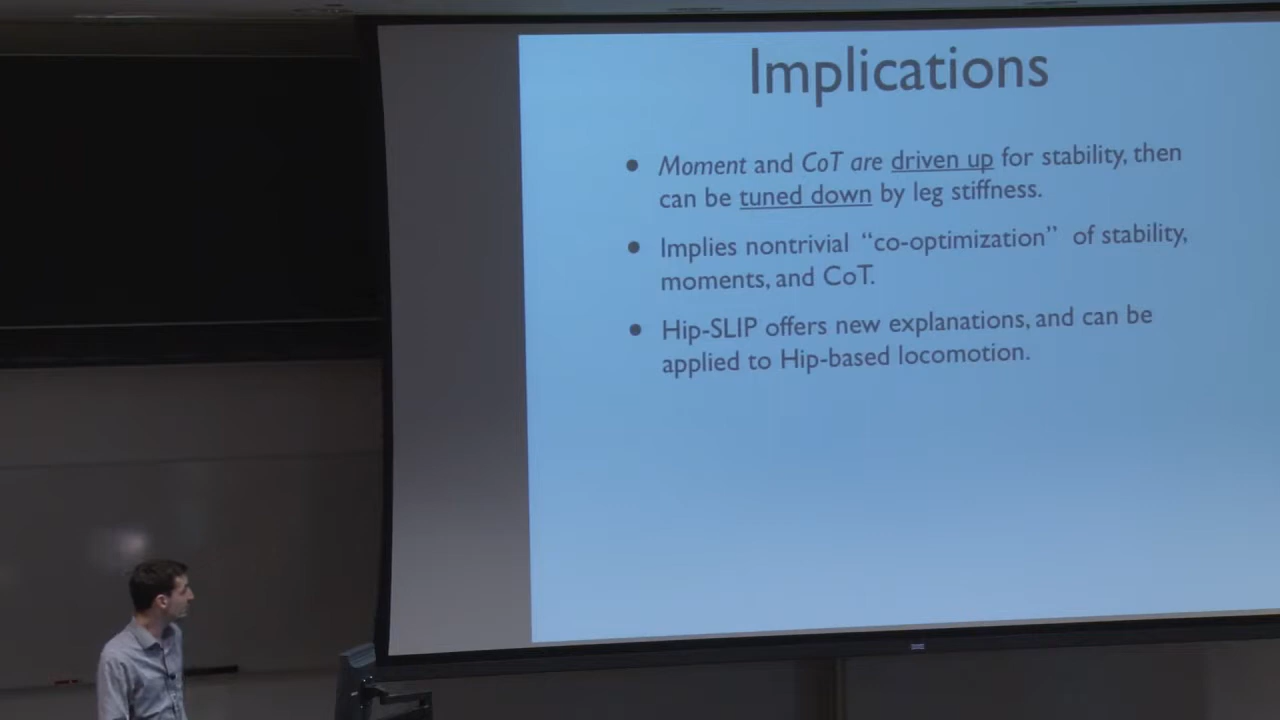 Implications
• Moment and CoT are driven up for stability, then
can be tuned down by leg stiffness.
• Implies nontrivial “co-optimization” of stability,
moments, and CoT.
• Hip-SLIP offers new explanations, and can be
applied to Hip-based locomotion.